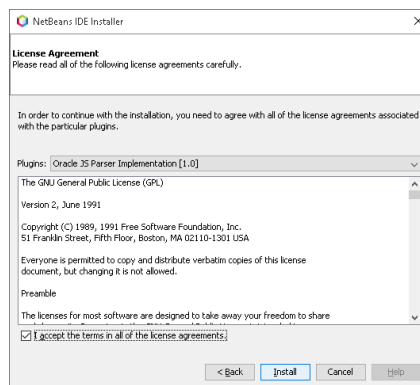 NetBeans IDE Installer
License Agreement
Please read all of the following license agreements carefully.
In order to continue with the installation, you need to agree with all of the license agreements associated
with the particular plugins.
Plugins: Oracle JS Parser Implementation [1.0]
The GNU General Public License (GPL)
Version 2, June 1991
Copyright (C) 1989, 1991 Free Software Foundation, Inc.
51 Franklin Street, Fifth Floor, Boston, MA 02110-1301 USA
Everyone is permitted to copy and distribute verbatim copies of this license
document, but changing it is not allowed.
Preamble
The licenses for most software are designed to take away your freedom to share
I accept the terms in all of the license agreements.
< Back Install Cancel Help